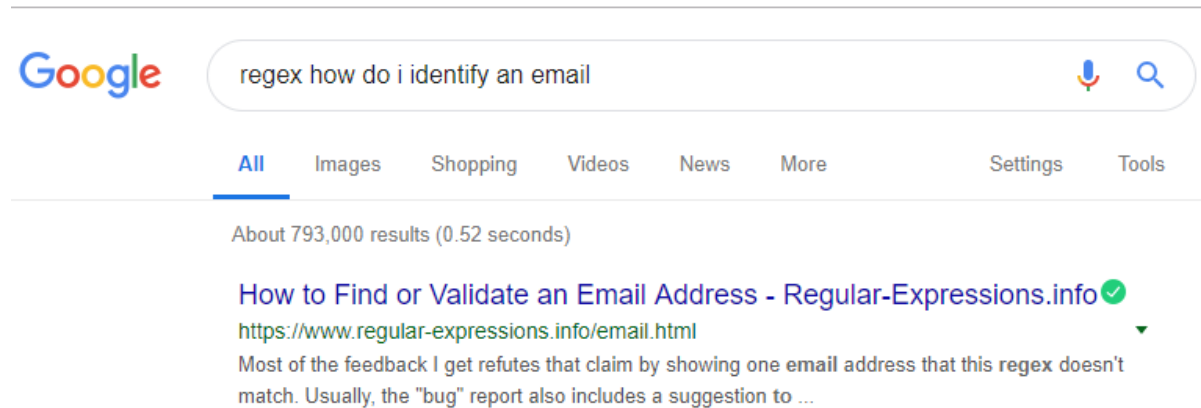 Google
regex how do i identify an email
All Images Shopping Videos News More Settings Tools
About 793,000 results (0.52 seconds)
How to Find or Validate an Email Address - Regular-Expressions.info
https://www.regular-expressions.info/email.html
Most of the feedback I get refutes that claim by showing one email address that this regex doesn't
match. Usually, the "bug" report also includes a suggestion to ...